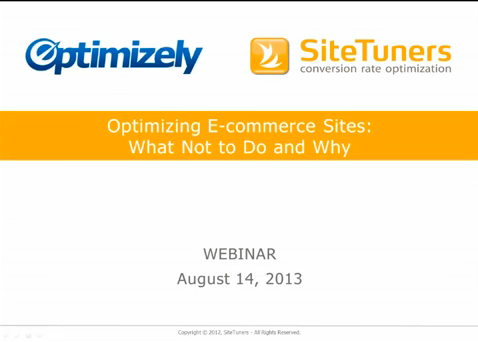 Optimizely
SiteTuners
conversion rate optimization
Optimizing E-commerce Sites:
What Not to Do and Why
WEBINAR
August 14, 2013
Copyright © 2012, SiteTuners - All Rights Reserved.